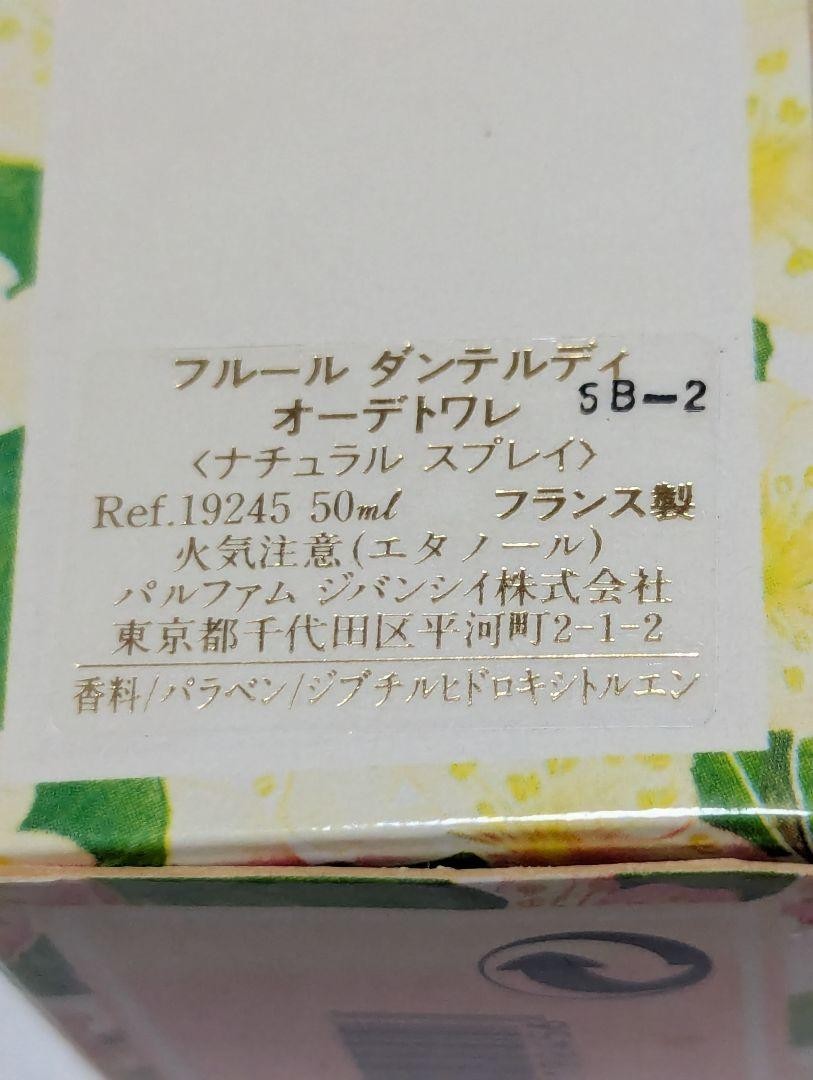 フルール ダンテルディ
オーデトワレ
5B-2
〈ナチュラル スプレイ〉
Ref.19245 50ml フランス製
火気注意(エタノール)
パルファム ジバンシイ株式会社
東京都千代田区平河町2-1-2
香料/パラベン/ジブチルヒドロキシトルエン